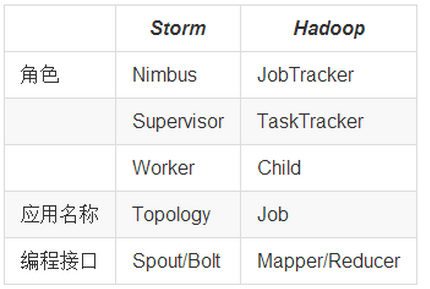 Storm Hadoop
角色 Nimbus JobTracker
Supervisor TaskTracker
Worker Child
应用名称 Topology Job
编程接口 Spout/Bolt Mapper/Reducer